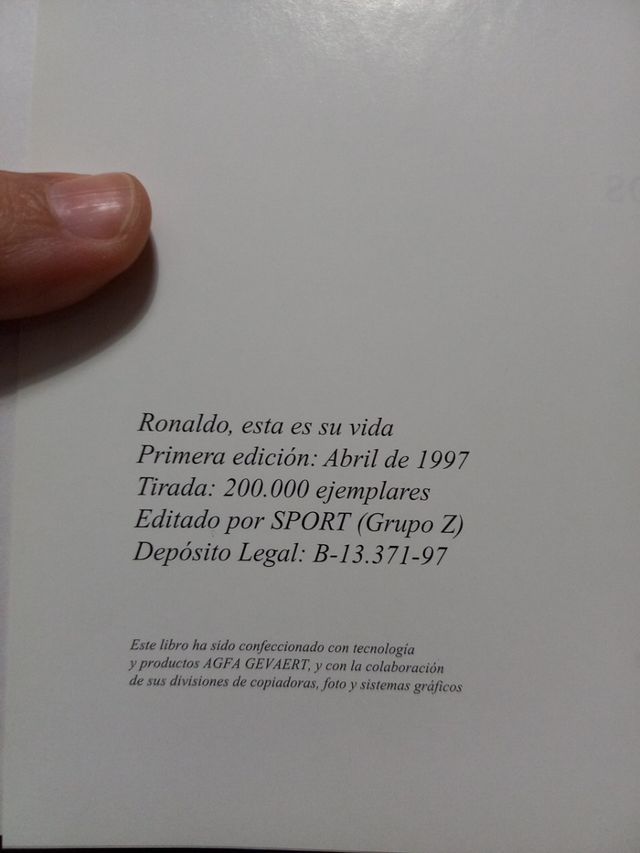 Ronaldo, esta es su vida
Primera edición: Abril de 1997
Tirada: 200.000 ejemplares
Editado por SPORT (Grupo Z)
Depósito Legal: B-13.371-97
Este libro ha sido confeccionado con tecnología
y productos AGFA GEVAERT, y con la colaboración
de sus divisiones de copiadoras, foto y sistemas gráficos